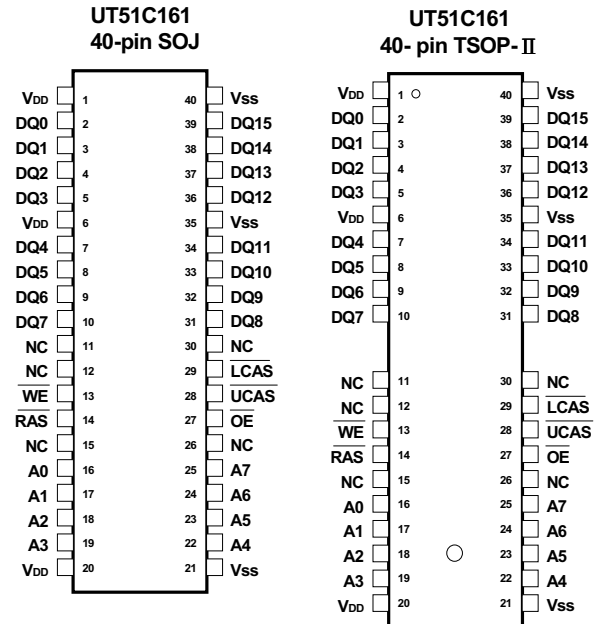 UT51C161
40-pin SOJ
VDD 1 40 Vss
DQ0 2 39 DQ15
DQ1 3 38 DQ14
DQ2 4 37 DQ13
DQ3 5 36 DQ12
VDD 6 35 Vss
DQ4 7 34 DQ11
DQ5 8 33 DQ10
DQ6 9 32 DQ9
DQ7 10 31 DQ8
NC 11 30 NC
NC 12 29 LCAS
WE 13 28 UCAS
RAS 14 27 OE
NC 15 26 NC
A0 16 25 A7
A1 17 24 A6
A2 18 23 A5
A3 19 22 A4
VDD 20 21 Vss
UT51C161
40- pin TSOP-II
VDD 1 40 Vss
DQ0 2 39 DQ15
DQ1 3 38 DQ14
DQ2 4 37 DQ13
DQ3 5 36 DQ12
VDD 6 35 Vss
DQ4 7 34 DQ11
DQ5 8 33 DQ10
DQ6 9 32 DQ9
DQ7 10 31 DQ8
NC 11 30 NC
NC 12 29 LCAS
WE 13 28 UCAS
RAS 14 27 OE
NC 15 26 NC
A0 16 25 A7
A1 17 24 A6
A2 18 23 A5
A3 19 22 A4
VDD 20 21 Vss